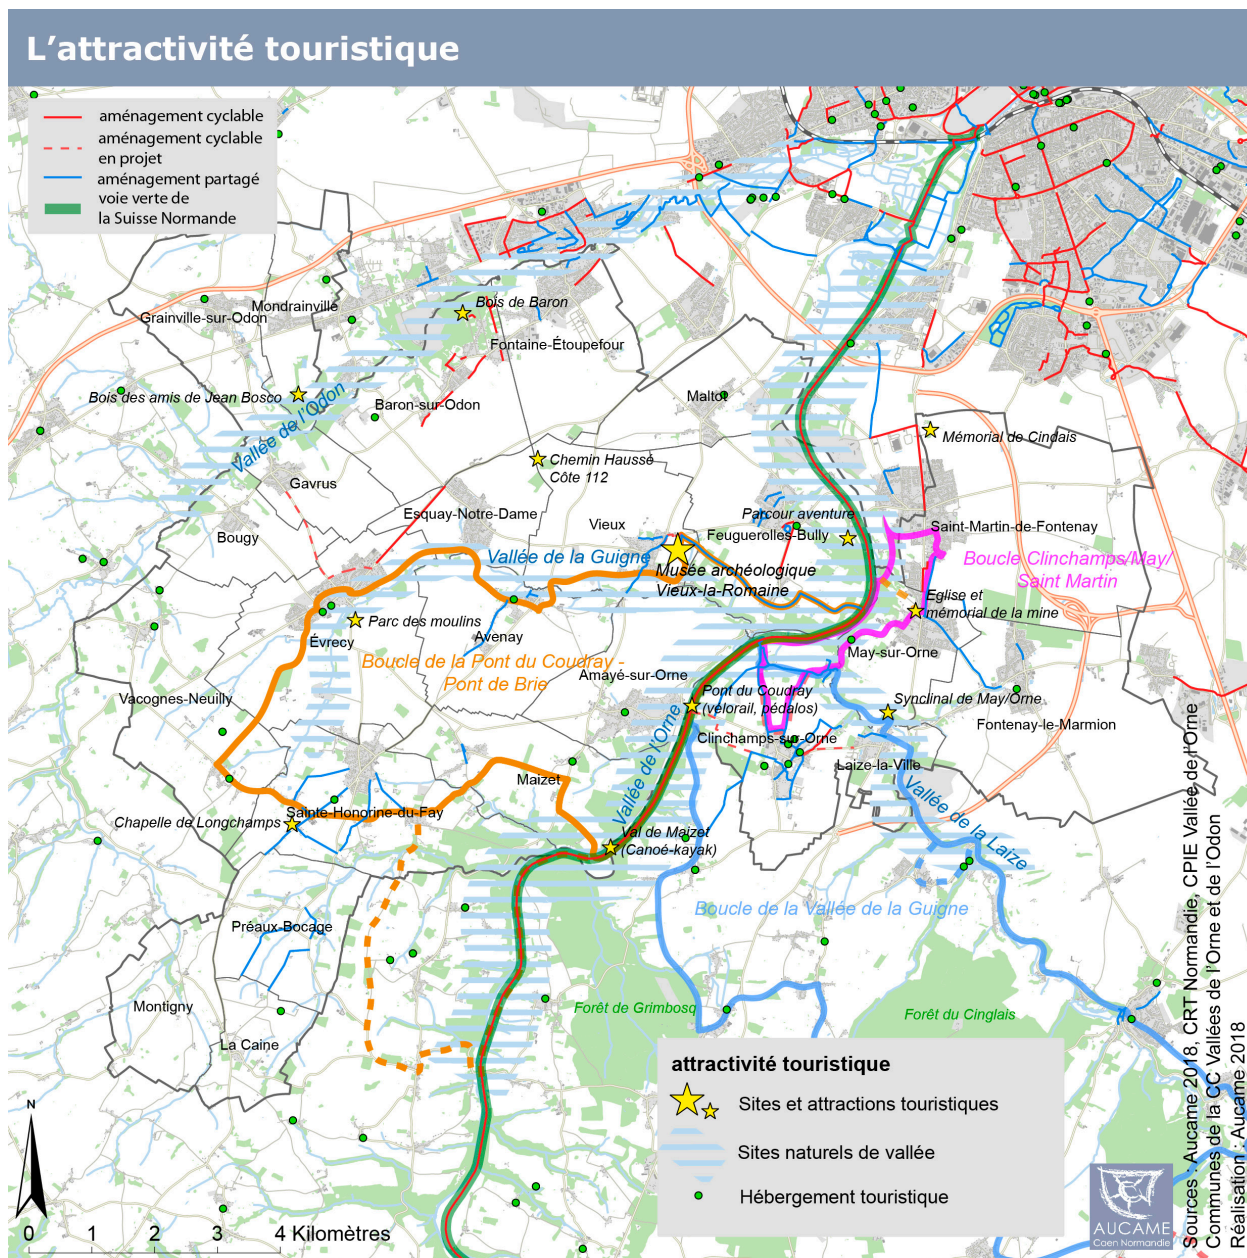 L'attractivité touristique
aménagement cyclable
aménagement cyclable
en projet
aménagement partagé
voie verte de
la Suisse Normande
Mondrainville
Grainville-sur-Odon
Bois de Baron
Fontaine-Étoupefour
Bois des amis de Jean Bosco
Vallée de l'Odon
Baron-sur-Odon
Maltot
Mémorial de Cindais
Chemin Haussé
Côte 112
Gavrus
Esquay-Notre-Dame
Bougy
Vieux
Parcour aventure
Feuguerolles-Bully
Saint-Martin-de-Fontenay
Vallée de la Guigne
Musée archéologique
Vieux-la-Romaine
Boucle Clinchamps/May/
Saint Martin
Eglise et
mémorial de la mine
Parc des moulins
Évrecy
Avenay
May-sur-Orne
Boucle de la Pont du Coudray -
Pont de Brie
Amayé-sur-Orne
Vacognes-Neuilly
Pont du Coudray
(vélorail, pédalos)
Synclinal de May/Orne
Fontenay-le-Marmion
Clinchamps-sur-Orne
Laize-la-Ville
Vallée de l'Orne
Maizet
Vallée de la Laize
Sainte-Honorine-du-Fay
Chapelle de Longchamps
Val de Maizet
(Canoé-kayak)
Boucle de la Vallée de la Guigne
Préaux-Bocage
Montigny
La Caine
Forêt de Grimbosq
Forêt du Cinglais
attractivité touristique
Sites et attractions touristiques
Sites naturels de vallée
Hébergement touristique
N
0 1 2 3 4 Kilomètres
AUCAME
Caen Normandie
Sources : Aucame 2018, CRT Normandie, CPIE Vallée de l'Orne
Communes de la CC Vallées de l'Orne et de l'Odon
Réalisation : Aucame 2018